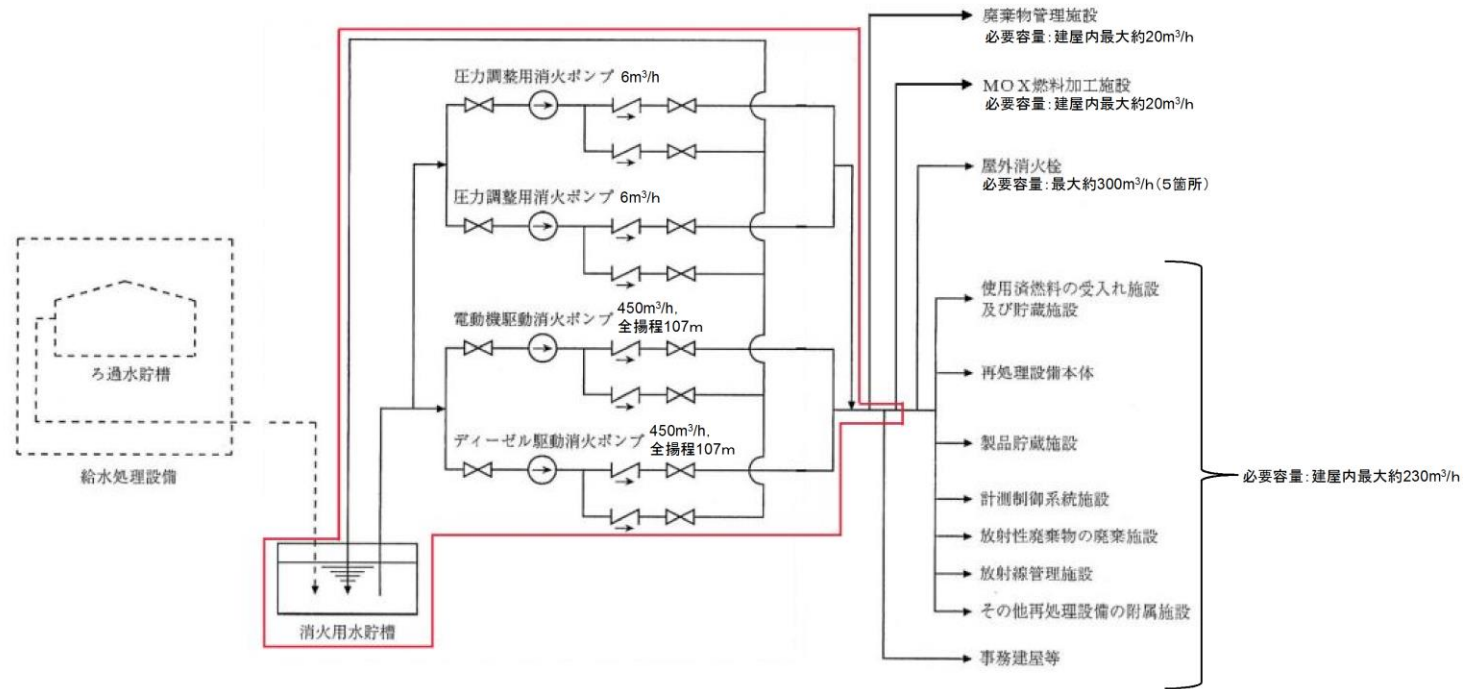 廃棄物管理施設
必要容量:建屋内最大約20m³/h
圧力調整用消火ポンプ 6m³/h
MOX燃料加工施設
必要容量:建屋内最大約20m³/h
屋外消火栓
必要容量:最大約300m³/h(5箇所)
圧力調整用消火ポンプ 6m³/h
使用済燃料の受入れ施設
及び貯蔵施設
電動機駆動消火ポンプ 450m³/h,
全揚程107m
ろ過水貯槽
再処理設備本体
ディーゼル駆動消火ポンプ 450m³/h,
全揚程107m
製品貯蔵施設
給水処理設備
必要容量:建屋内最大約230m³/h
計測制御系統施設
放射性廃棄物の廃棄施設
放射線管理施設
その他再処理設備の附属施設
消火用水貯槽
事務建屋等